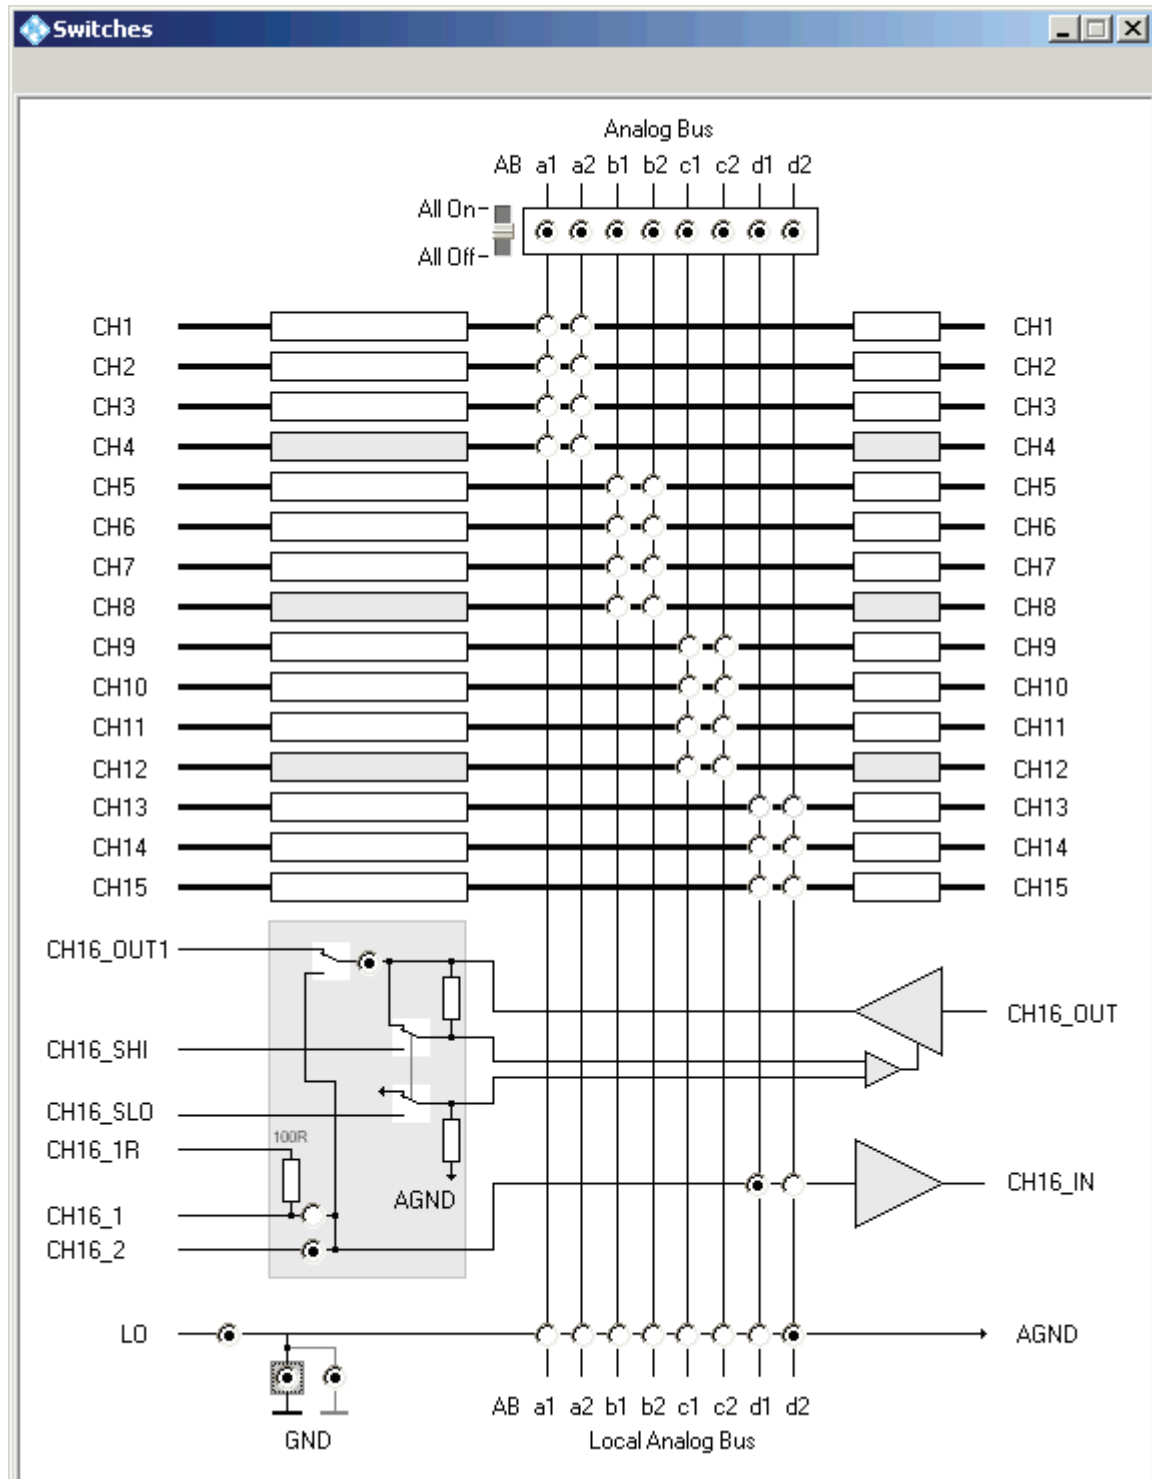 Switches
Analog Bus
AB a1 a2 b1 b2 c1 c2 d1 d2
All On
All Off
CH1 CH1
CH2 CH2
CH3 CH3
CH4 CH4
CH5 CH5
CH6 CH6
CH7 CH7
CH8 CH8
CH9 CH9
CH10 CH10
CH11 CH11
CH12 CH12
CH13 CH13
CH14 CH14
CH15 CH15
CH16_OUT1
CH16_OUT
CH16_SHI
CH16_SLO
100R
CH16_1R
CH16_IN
AGND
CH16_1
CH16_2
LO AGND
AB a1 a2 b1 b2 c1 c2 d1 d2
GND Local Analog Bus